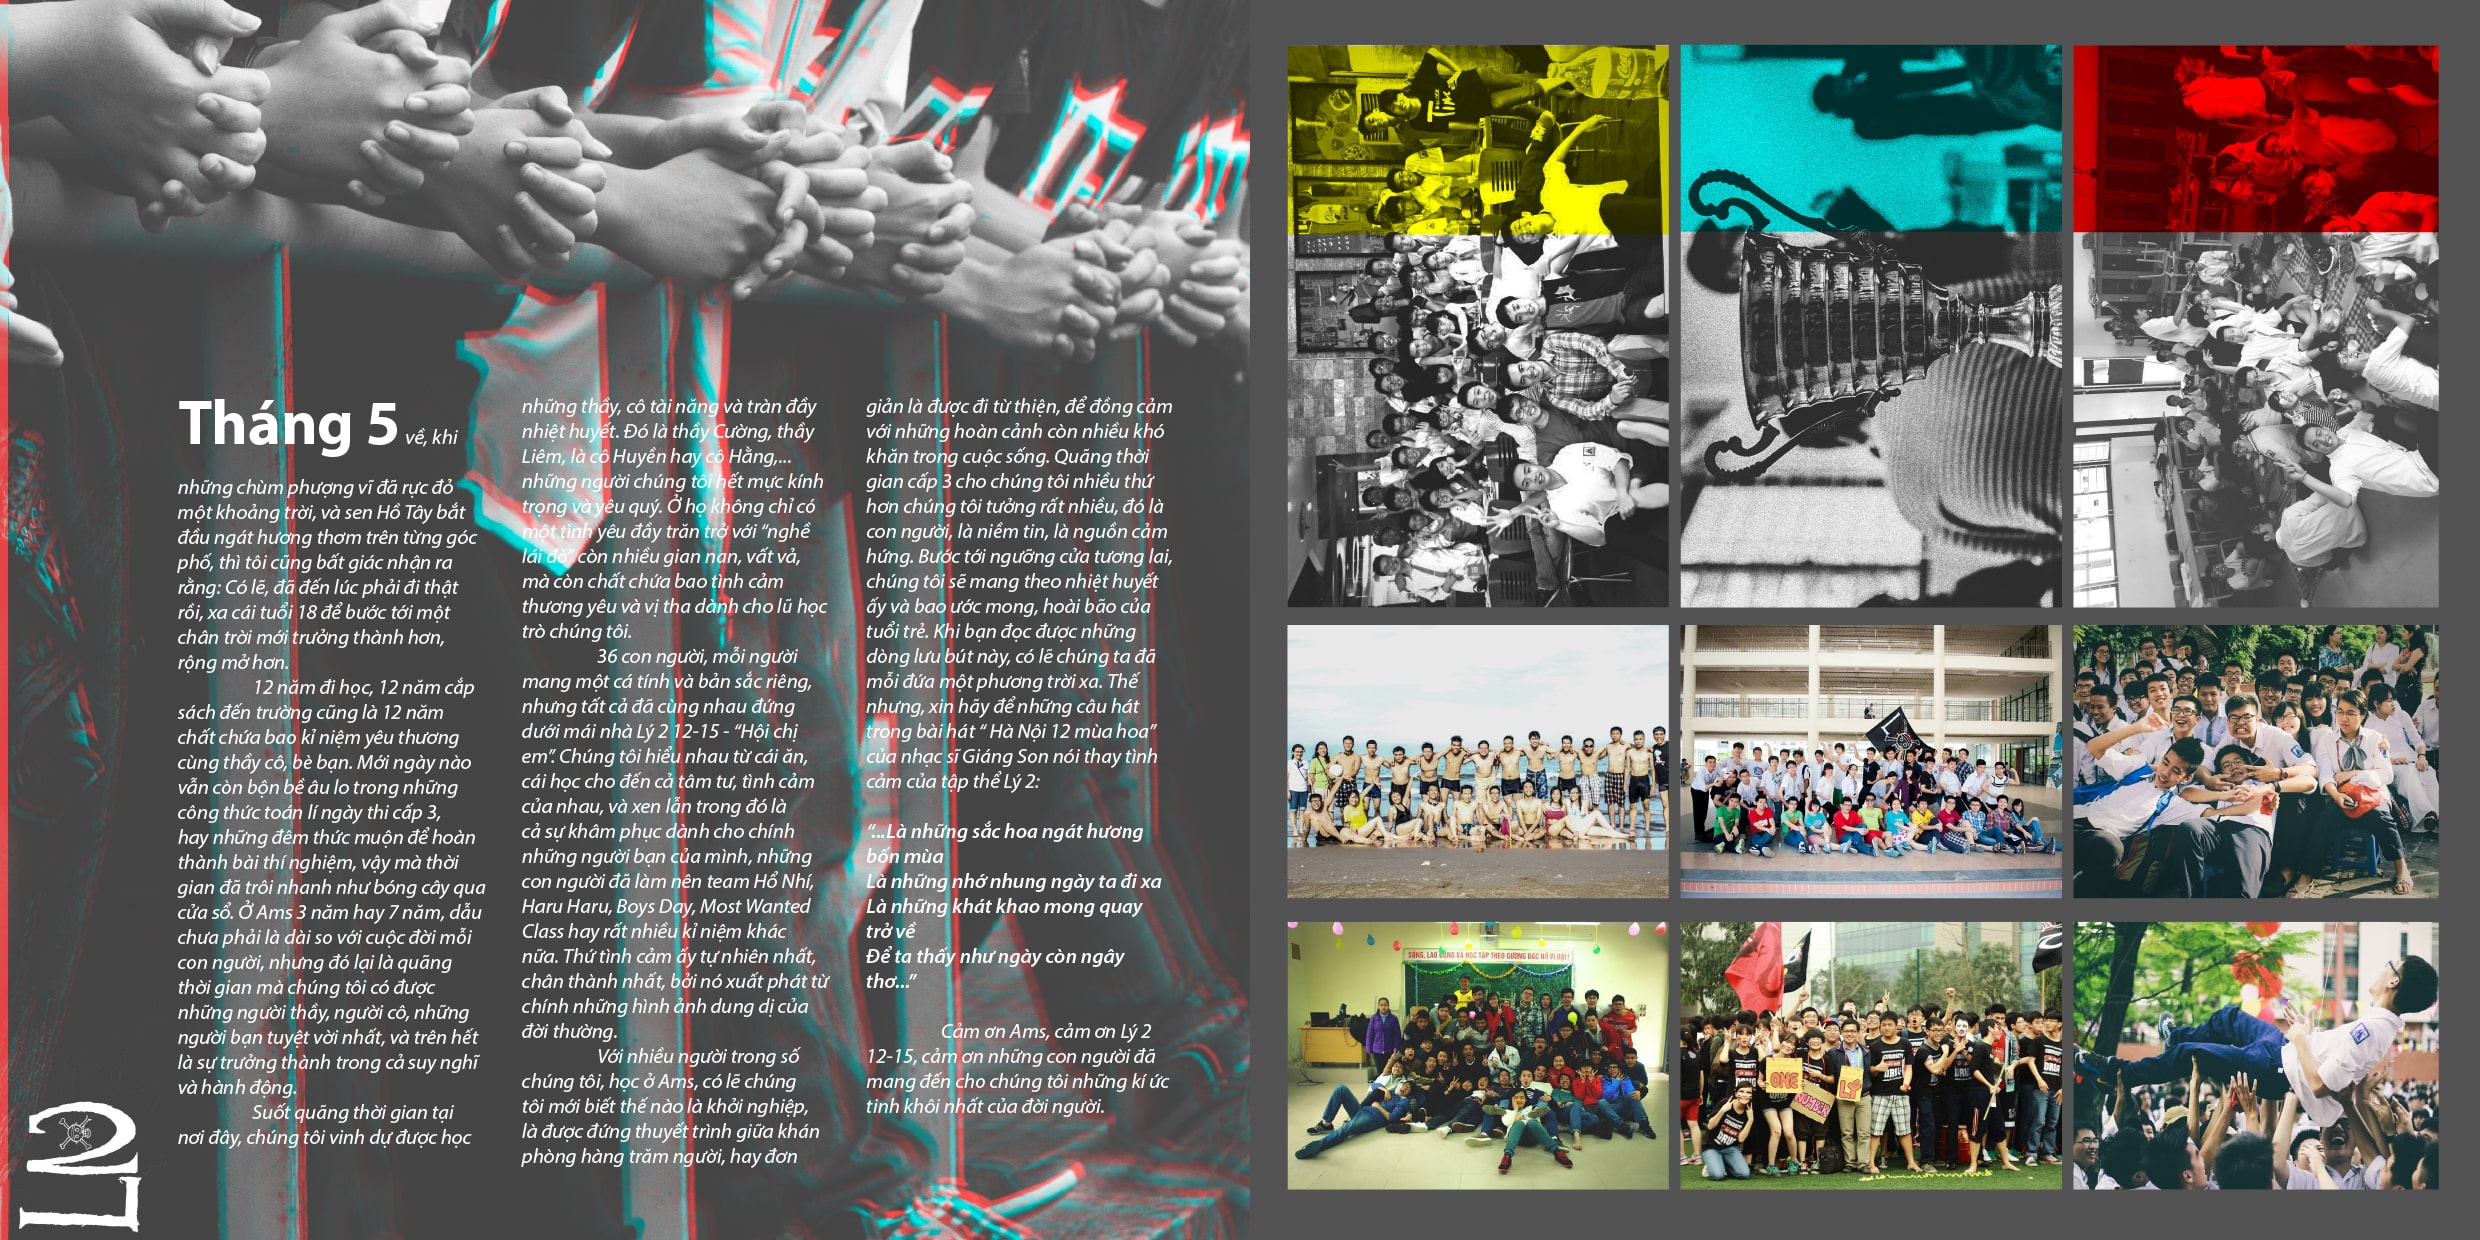 Tháng 5 về, khi
những chùm phượng vĩ đã rực đỏ
một khoảng trời, và sen Hồ Tây bắt
đầu ngát hương thơm trên từng góc
phố, thì tôi cũng bất giác nhận ra
rằng: Có lẽ, đã đến lúc phải đi thật
rồi, xa cái tuổi 18 để bước tới một
chân trời mới trưởng thành hơn,
rộng mở hơn.
12 năm đi học, 12 năm cắp
sách đến trường cũng là 12 năm
chất chứa bao kỉ niệm yêu thương
cùng thầy cô, bè bạn. Mới ngày nào
vẫn còn bộn bề âu lo trong những
công thức toán lí ngày thi cấp 3,
hay những đêm thức muộn để hoàn
thành bài thí nghiệm, vậy mà thời
gian đã trôi nhanh như bóng cây qua
cửa sổ. Ở Ams 3 năm hay 7 năm, dẫu
chưa phải là dài so với cuộc đời mỗi
con người, nhưng đó lại là quãng
thời gian mà chúng tôi có được
những người thầy, người cô, những
người bạn tuyệt vời nhất, và trên hết
là sự trưởng thành trong cả suy nghĩ
và hành động.
Suốt quãng thời gian tại
nơi đây, chúng tôi vinh dự được học
những thầy, cô tài năng và tràn đầy
nhiệt huyết. Đó là thầy Cường, thầy
Liêm, là cô Huyền hay cô Hằng,...
những người chúng tôi hết mực kính
trọng và yêu quý. Ở họ không chỉ có
một tình yêu đầy trăn trở với “nghề
lái đò” còn nhiều gian nan, vất vả,
mà còn chất chứa bao tình cảm
thương yêu và vị tha dành cho lũ học
trò chúng tôi.
36 con người, mỗi người
mang một cá tính và bản sắc riêng,
nhưng tất cả đã cùng nhau đứng
dưới mái nhà Lý 2 12-15 - “Hội chị
em”. Chúng tôi hiểu nhau từ cái ăn,
cái học cho đến cả tâm tư, tình cảm
của nhau, và xen lẫn trong đó là
cả sự khâm phục dành cho chính
những người bạn của mình, những
con người đã làm nên team Hổ Nhí,
Haru Haru, Boys Day, Most Wanted
Class hay rất nhiều kỉ niệm khác
nữa. Thứ tình cảm ấy tự nhiên nhất,
chân thành nhất, bởi nó xuất phát từ
chính những hình ảnh dung dị của
đời thường.
Với nhiều người trong số
chúng tôi, học ở Ams, có lẽ chúng
tôi mới biết thế nào là khởi nghiệp,
là được đứng thuyết trình giữa khán
phòng hàng trăm người, hay đơn
giản là được đi từ thiện, để đồng cảm
với những hoàn cảnh còn nhiều khó
khăn trong cuộc sống. Quãng thời
gian cấp 3 cho chúng tôi nhiều thứ
hơn chúng tôi tưởng rất nhiều, đó là
con người, là niềm tin, là nguồn cảm
hứng. Bước tới ngưỡng cửa tương lai,
chúng tôi sẽ mang theo nhiệt huyết
ấy và bao ước mong, hoài bão của
tuổi trẻ. Khi bạn đọc được những
dòng lưu bút này, có lẽ chúng ta đã
mỗi đứa một phương trời xa. Thế
nhưng, xin hãy để những câu hát
trong bài hát “ Hà Nội 12 mùa hoa”
của nhạc sĩ Giáng Son nói thay tình
cảm của tập thể Lý 2:
“...Là những sắc hoa ngát hương
bốn mùa
Là những nhớ nhung ngày ta đi xa
Là những khát khao mong quay
trở về
Để ta thấy như ngày còn ngây
thơ...”
Cảm ơn Ams, cảm ơn Lý 2
12-15, cảm ơn những con người đã
mang đến cho chúng tôi những kí ức
tinh khôi nhất của đời người.
L2
SỐNG, LAO ĐỘNG VÀ HỌC TẬP THEO GƯƠNG BÁC HỒ VĨ ĐẠI !
ONE
NUMBER
LÝ